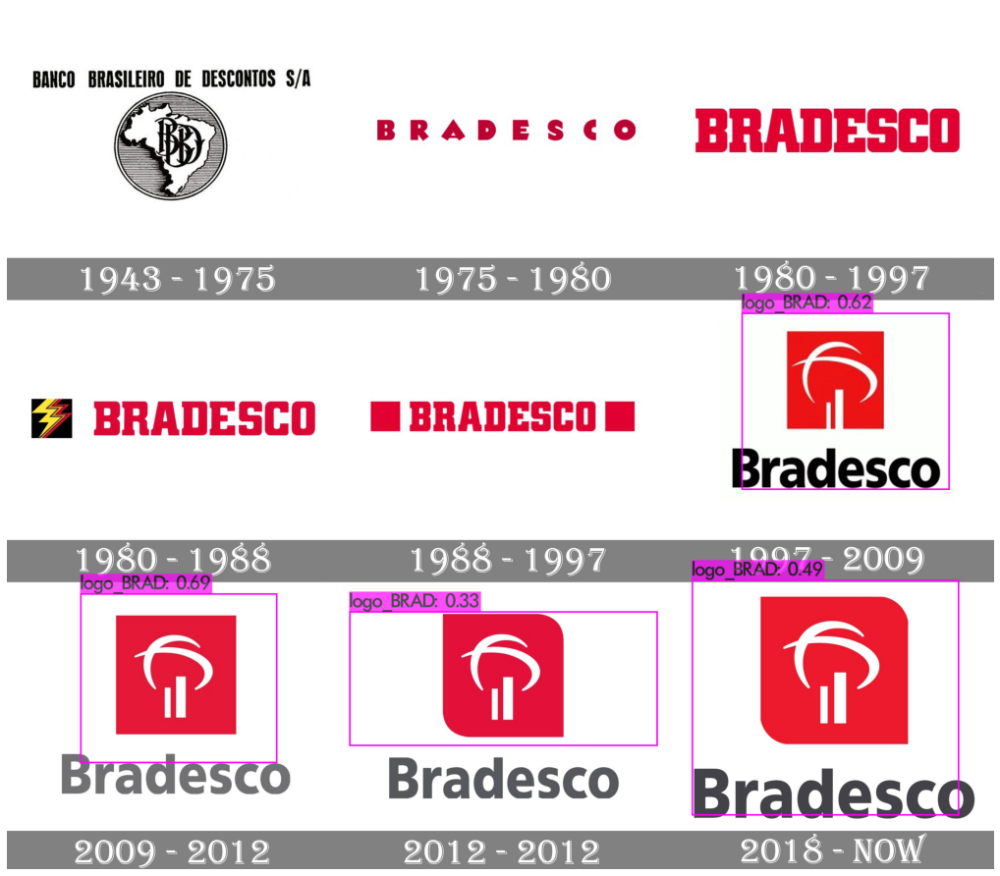 BANCO BRASILEIRO DE DESCONTOS S/A
BBD
BRADESCO
BRADESCO
1943 - 1975
1975 - 1980
1980 - 1997
logo_BRAD: 0.62
BRADESCO
BRADESCO
Bradesco
1980 - 1988
1988 - 1997
1997 - 2009
logo_BRAD: 0.69
logo_BRAD: 0.33
logo_BRAD: 0.49
Bradesco
Bradesco
Bradesco
2009 - 2012
2012 - 2012
2018 - NOW